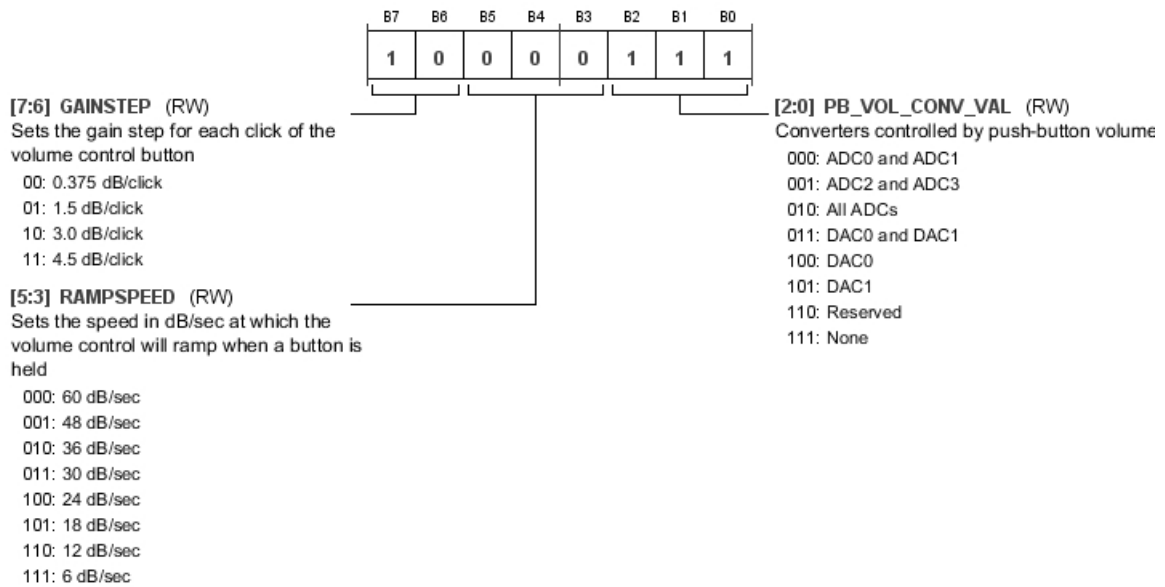 B7 B6 B5 B4 B3 B2 B1 B0
1 0 0 0 0 1 1 1
[7:6] GAINSTEP (RW)
Sets the gain step for each click of the
volume control button
00: 0.375 dB/click
01: 1.5 dB/click
10: 3.0 dB/click
11: 4.5 dB/click
[5:3] RAMPSPEED (RW)
Sets the speed in dB/sec at which the
volume control will ramp when a button is
held
000: 60 dB/sec
001: 48 dB/sec
010: 36 dB/sec
011: 30 dB/sec
100: 24 dB/sec
101: 18 dB/sec
110: 12 dB/sec
111: 6 dB/sec
[2:0] PB_VOL_CONV_VAL (RW)
Converters controlled by push-button volume
000: ADC0 and ADC1
001: ADC2 and ADC3
010: All ADCs
011: DAC0 and DAC1
100: DAC0
101: DAC1
110: Reserved
111: None